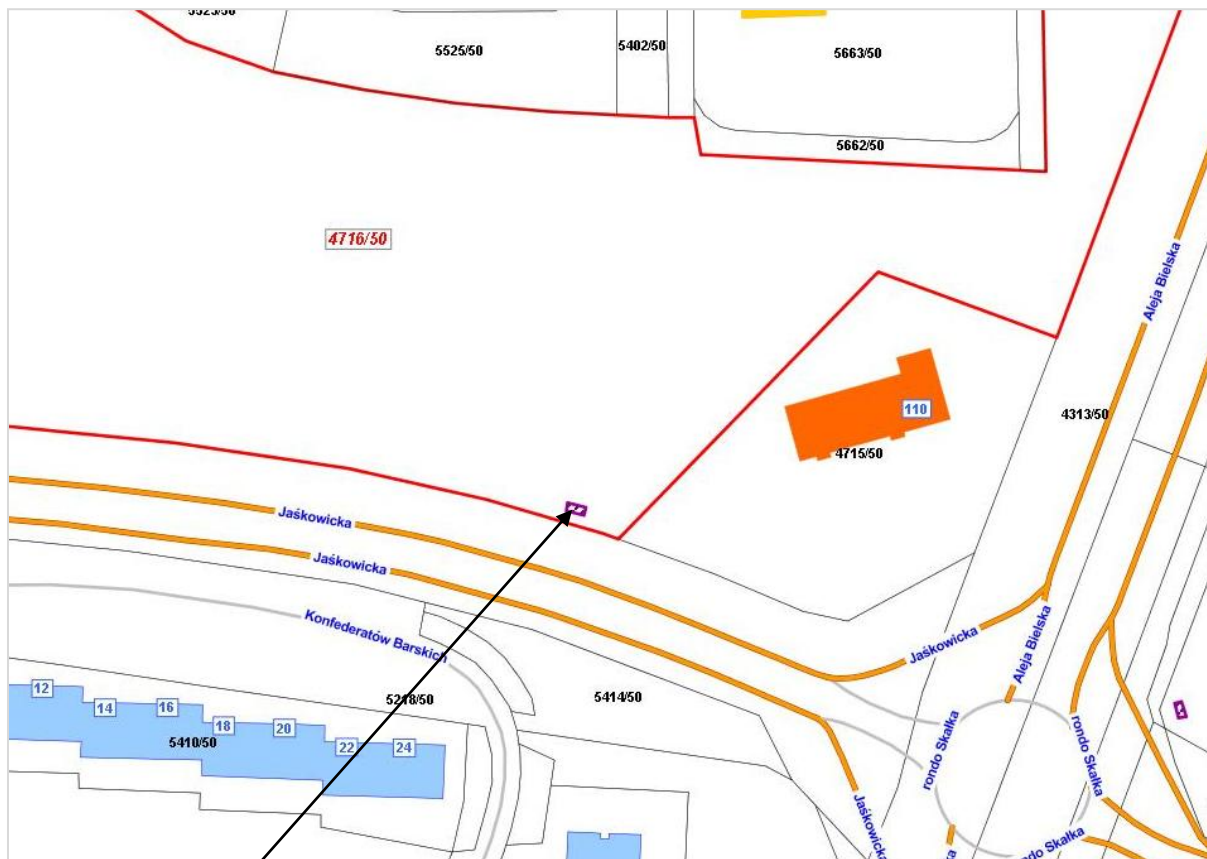 5525/50
5402/50
5663/50
5662/50
4716/50
Aleja Bielska
110
4313/50
4715/50
Jaśkowicka
Jaśkowicka
Konfederatów Barskich
Jaśkowicka
Aleja Bielska
12
14
16
18
20
22
24
5218/50
5414/50
5410/50
rondo Skałka
rondo Skałka
Jaśkowicka
rondo Skałka